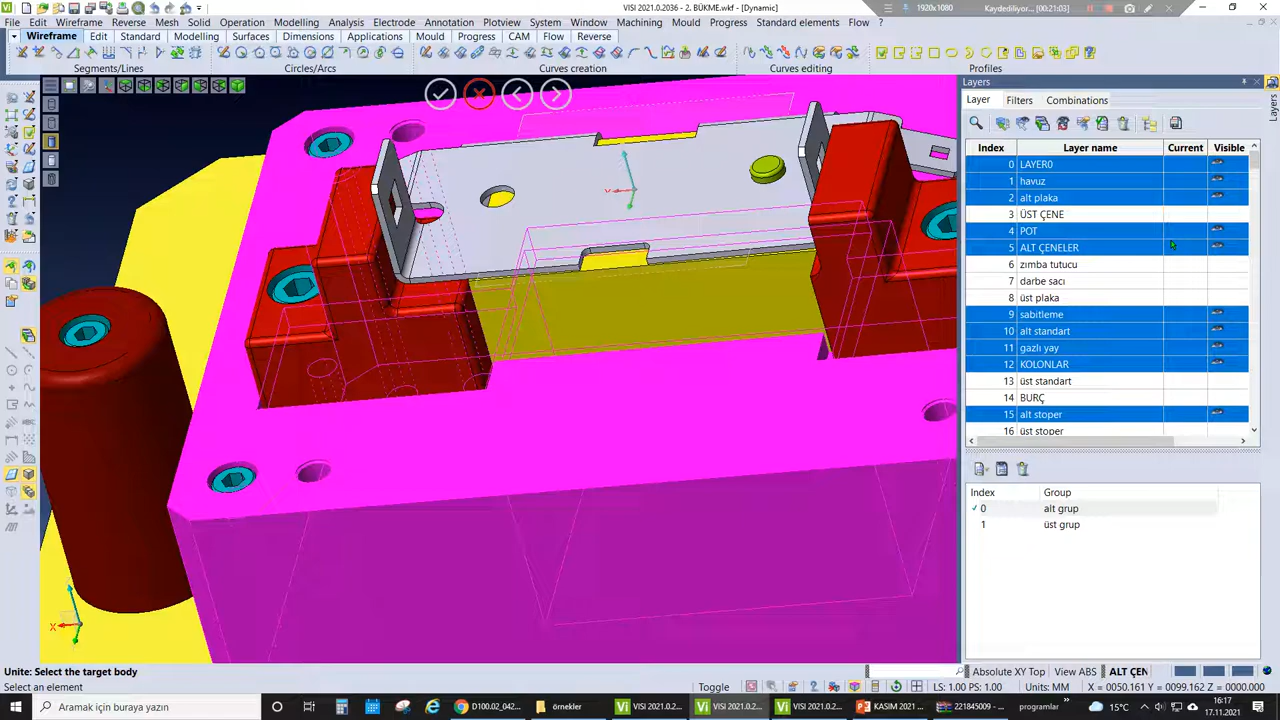 VISI 2021.0.2036 - 2. BÜKME.wkf - [Dynamic]
1920x1080
Kaydediliyor...
[00:21:03]
File Edit Wireframe Reverse Mesh Solid Operation Modelling Analysis Electrode Annotation Plotview System Window Machining Mould Progress Standard elements Flow ?
Wireframe Edit Standard Modelling Surfaces Dimensions Applications Mould Progress CAM Flow Reverse
Segments/Lines Circles/Arcs Curves creation Curves editing Profiles
Layers
Layer Filters Combinations
Index Layer name Current Visible
0 LAYER0
1 havuz
2 alt plaka
3 ÜST ÇENE
4 POT
5 ALT ÇENELER
6 zımba tutucu
7 darbe sacı
8 üst plaka
9 sabitleme
10 alt standart
11 gazlı yay
12 KOLONLAR
13 üst standart
14 BURÇ
15 alt stoper
16 üst stoper
Index Group
0 alt grup
1 üst grup
Layers
Y
X
Unite: Select the target body
Absolute XY Top View ABS ALT ÇEN
Select an element
Toggle
LS: 1.00 PS: 1.00
Units: MM
X = 0050.161 Y = 0099.162 Z = 0000.000
Aramak için buraya yazın
D100.02_042...
örnekler
VISI 2021.0.2...
VISI 2021.0.2...
VISI 2021.0.2...
KASIM 2021 ...
221845009 - ...
programlar
15°C
16:17
17.11.2021